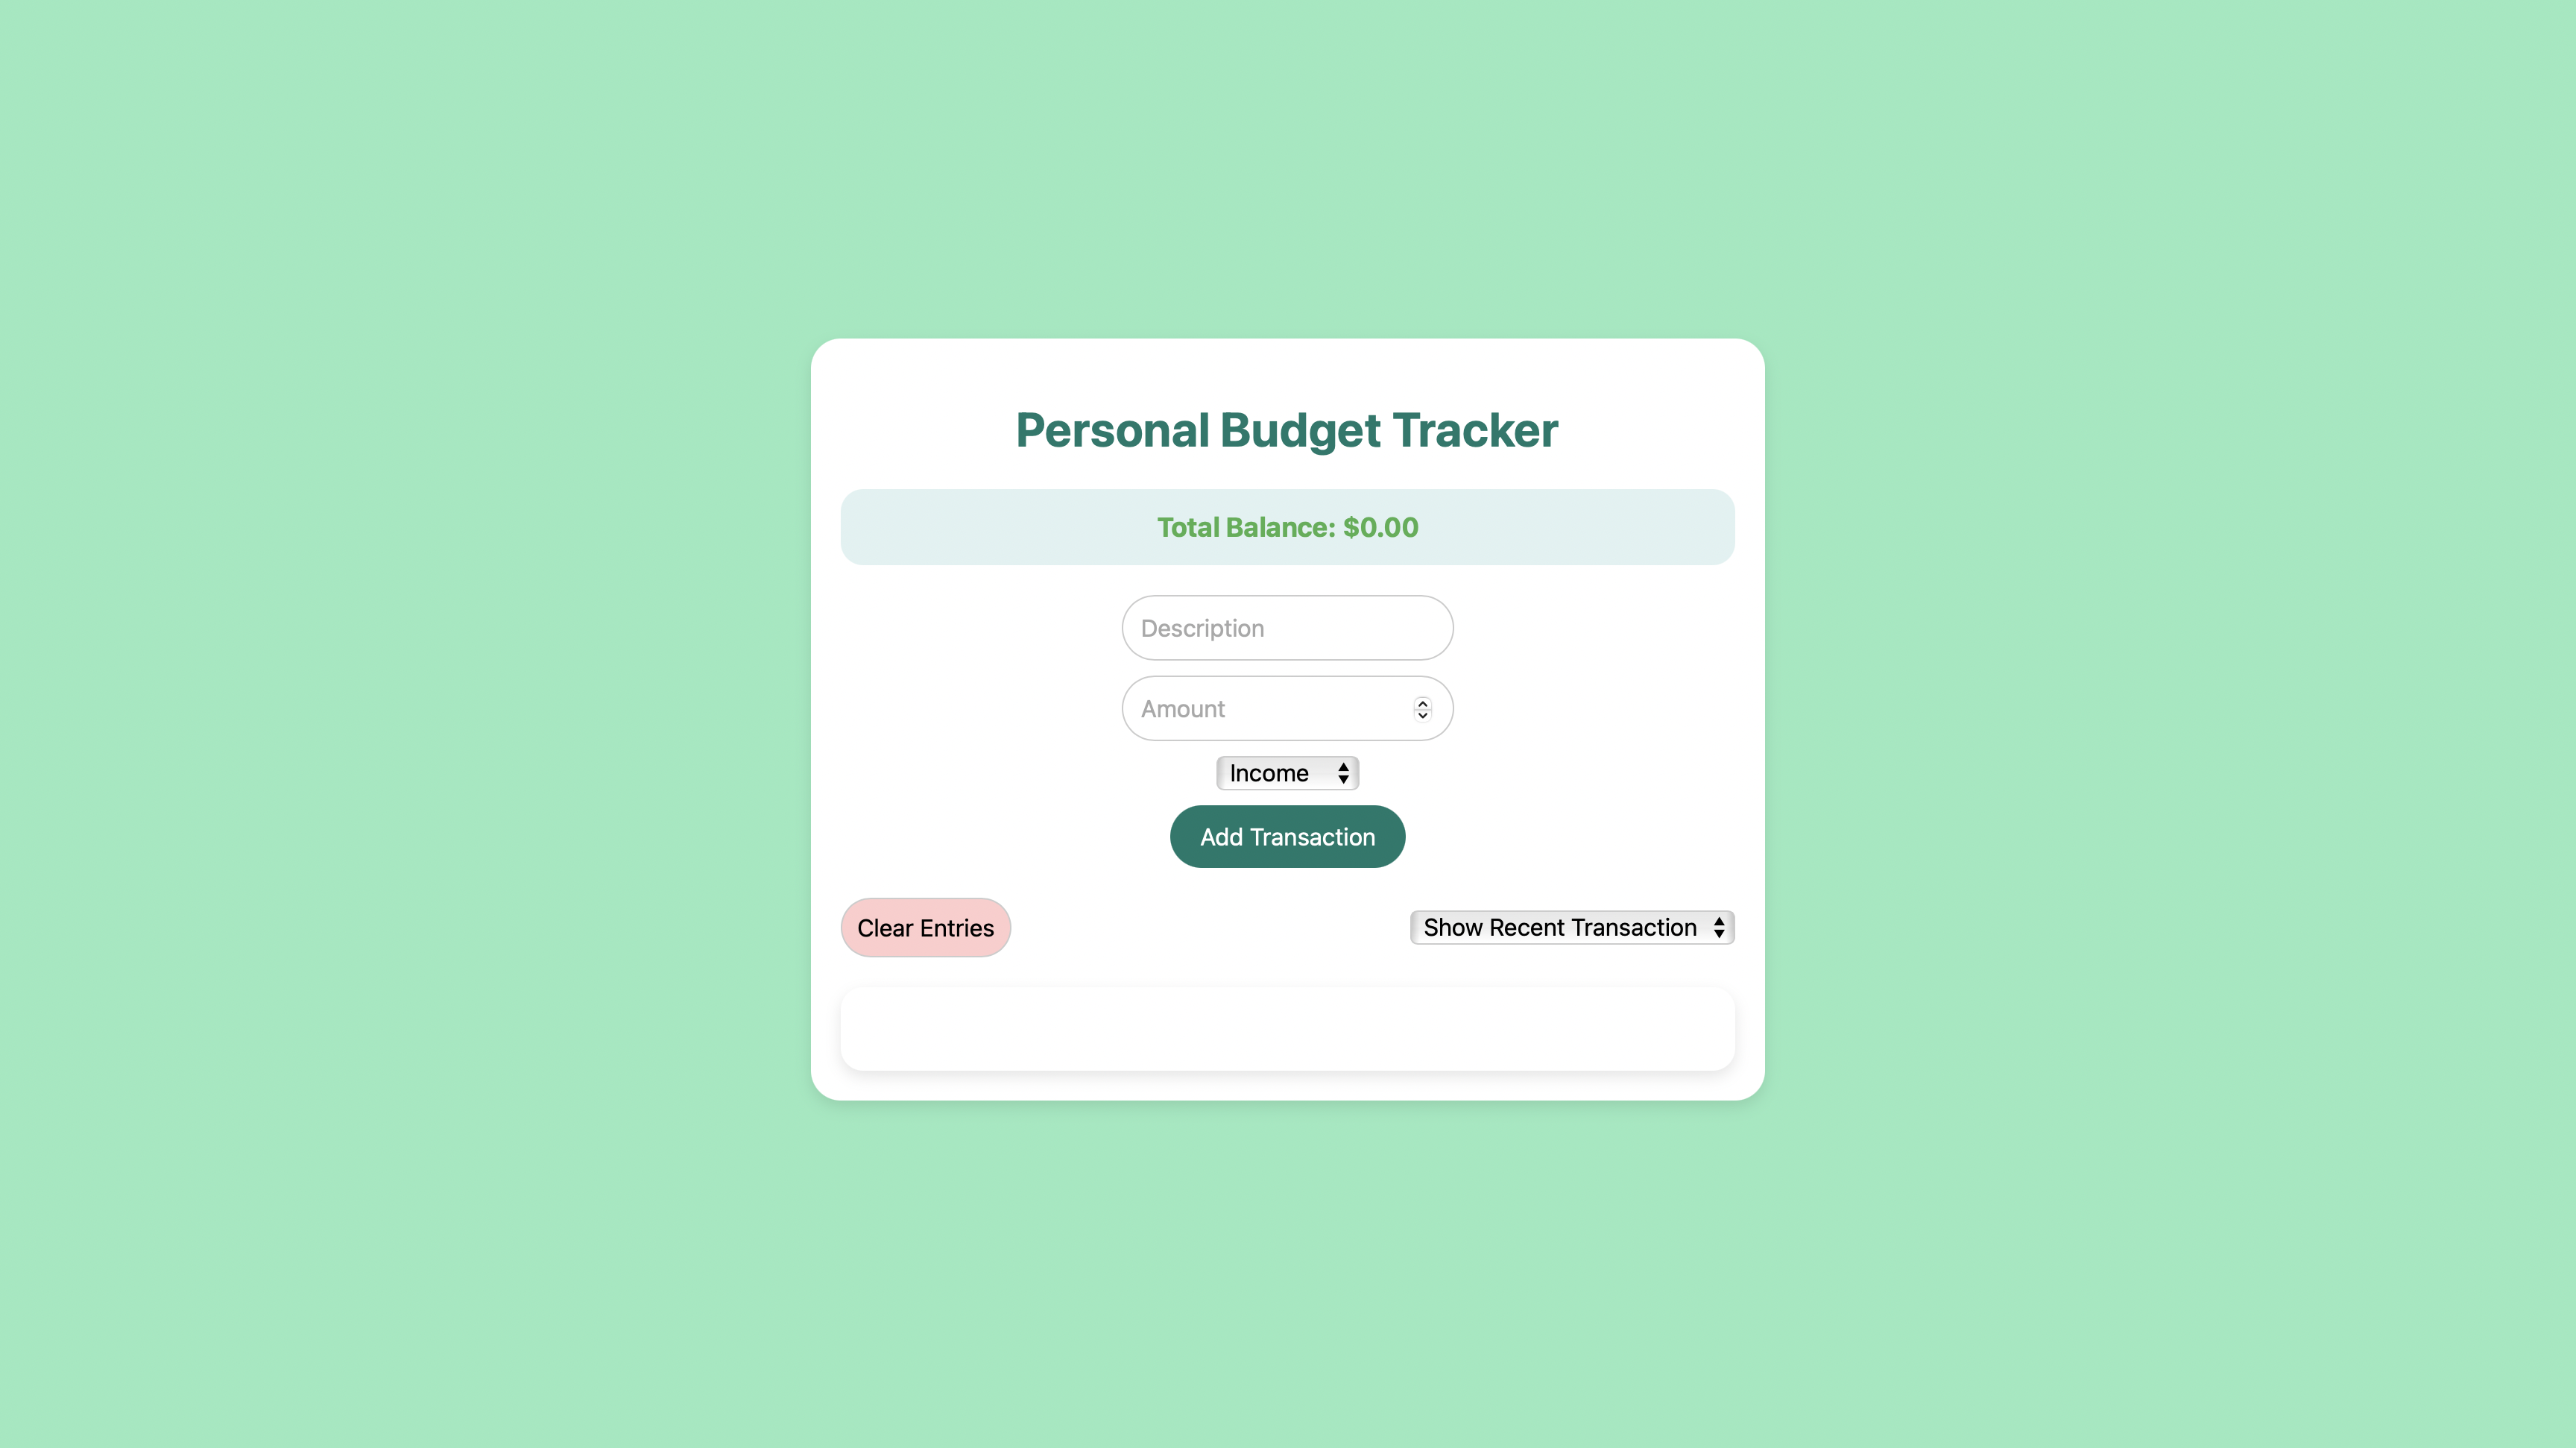 Personal Budget Tracker
Total Balance: $0.00
Description
Amount
Income
Add Transaction
Clear Entries
Show Recent Transaction